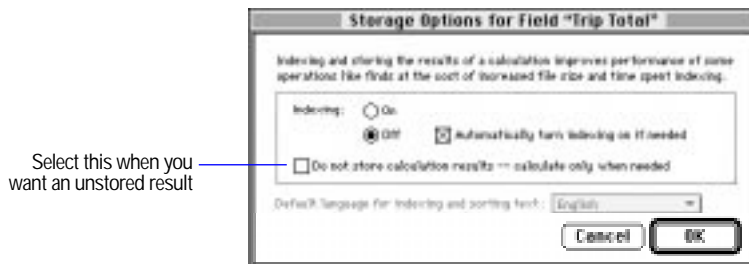 Storage Options for Field “Trip Total”
Indexing and storing the results of a calculation improves performance of some
operations like finds at the cost of increased file size and time spent indexing.
Indexing: On
Off Automatically turn indexing on if needed
Select this when you
want an unstored result
Do not store calculation results -- calculate only when needed
Default language for indexing and sorting text: English
Cancel OK